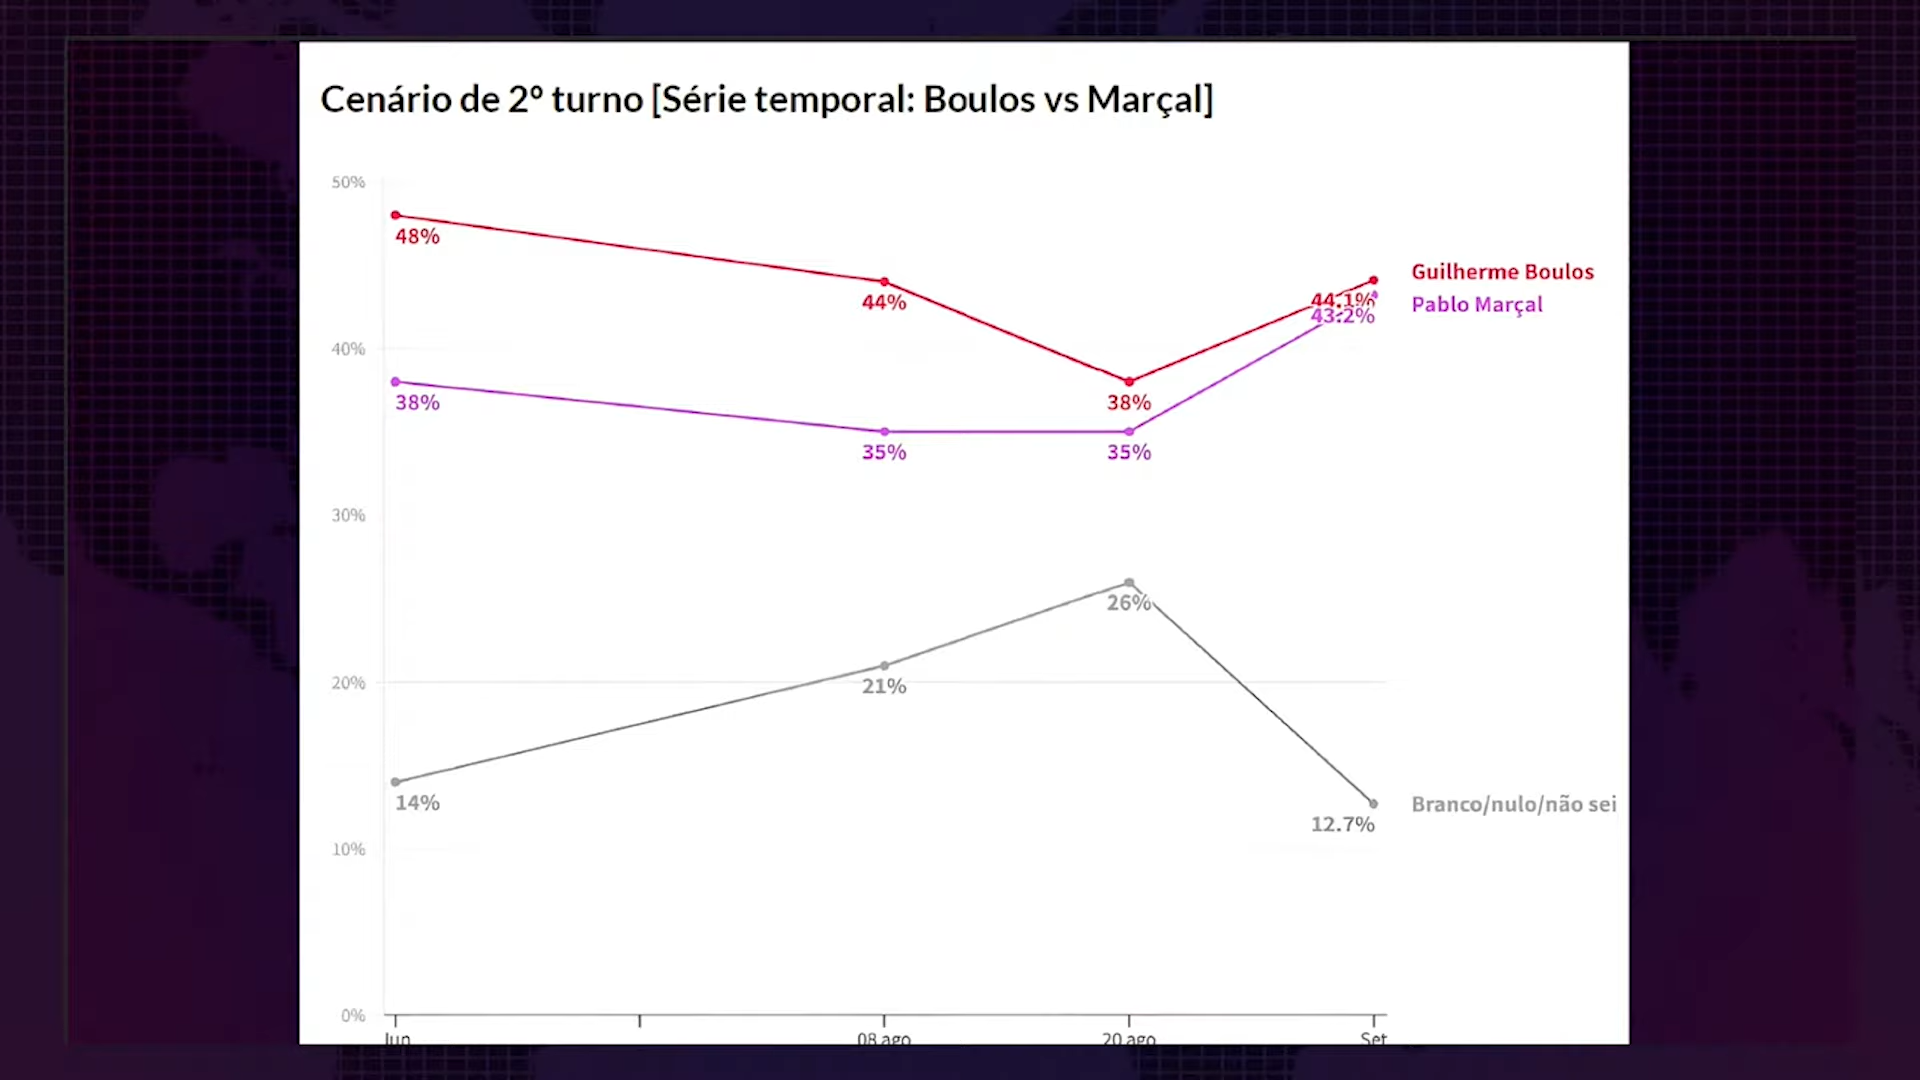 Cenário de 2º turno [Série temporal: Boulos vs Marçal]
50%
48%
44%
44.1%
43.2%
Guilherme Boulos
Pablo Marçal
40%
38%
38%
35%
35%
30%
26%
21%
20%
14%
12.7%
Branco/nulo/não sei
10%
0%
Jun
08 ago
20 ago
Set